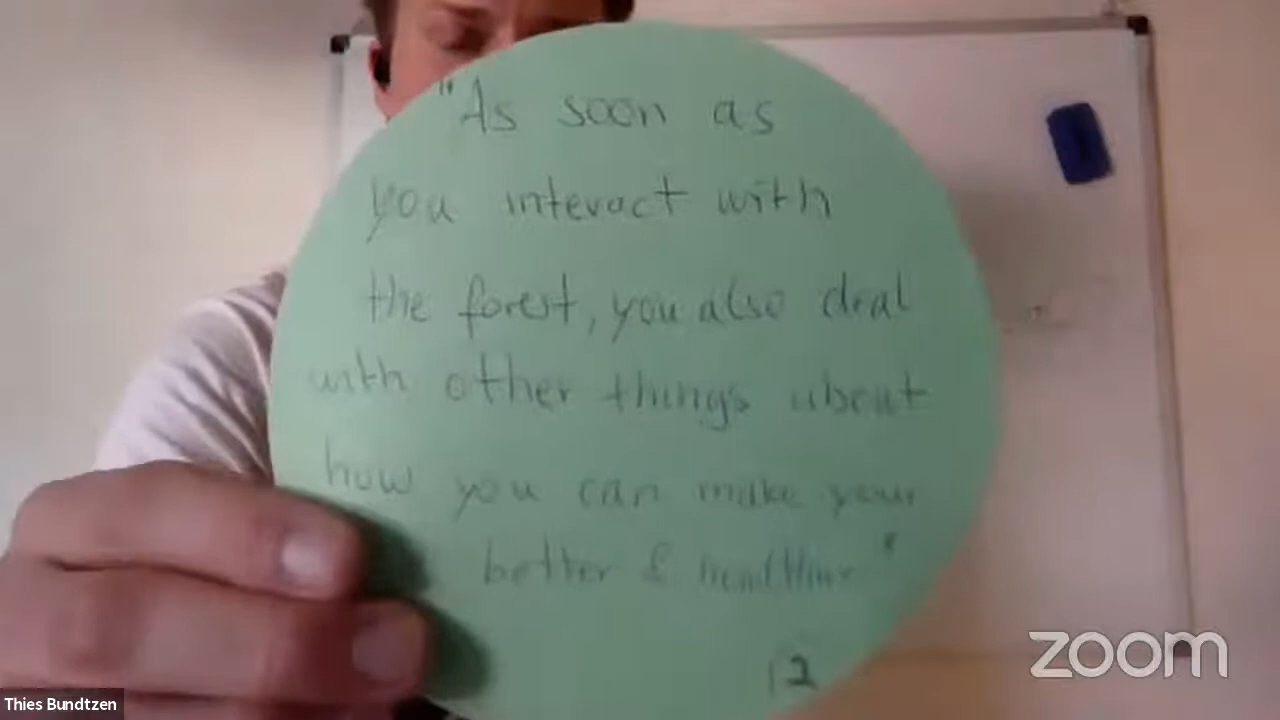 "As soon as
you interact with
the forest, you also deal
with other things about
how you can make your
better & healthier"
12
zoom
Thies Bundtzen